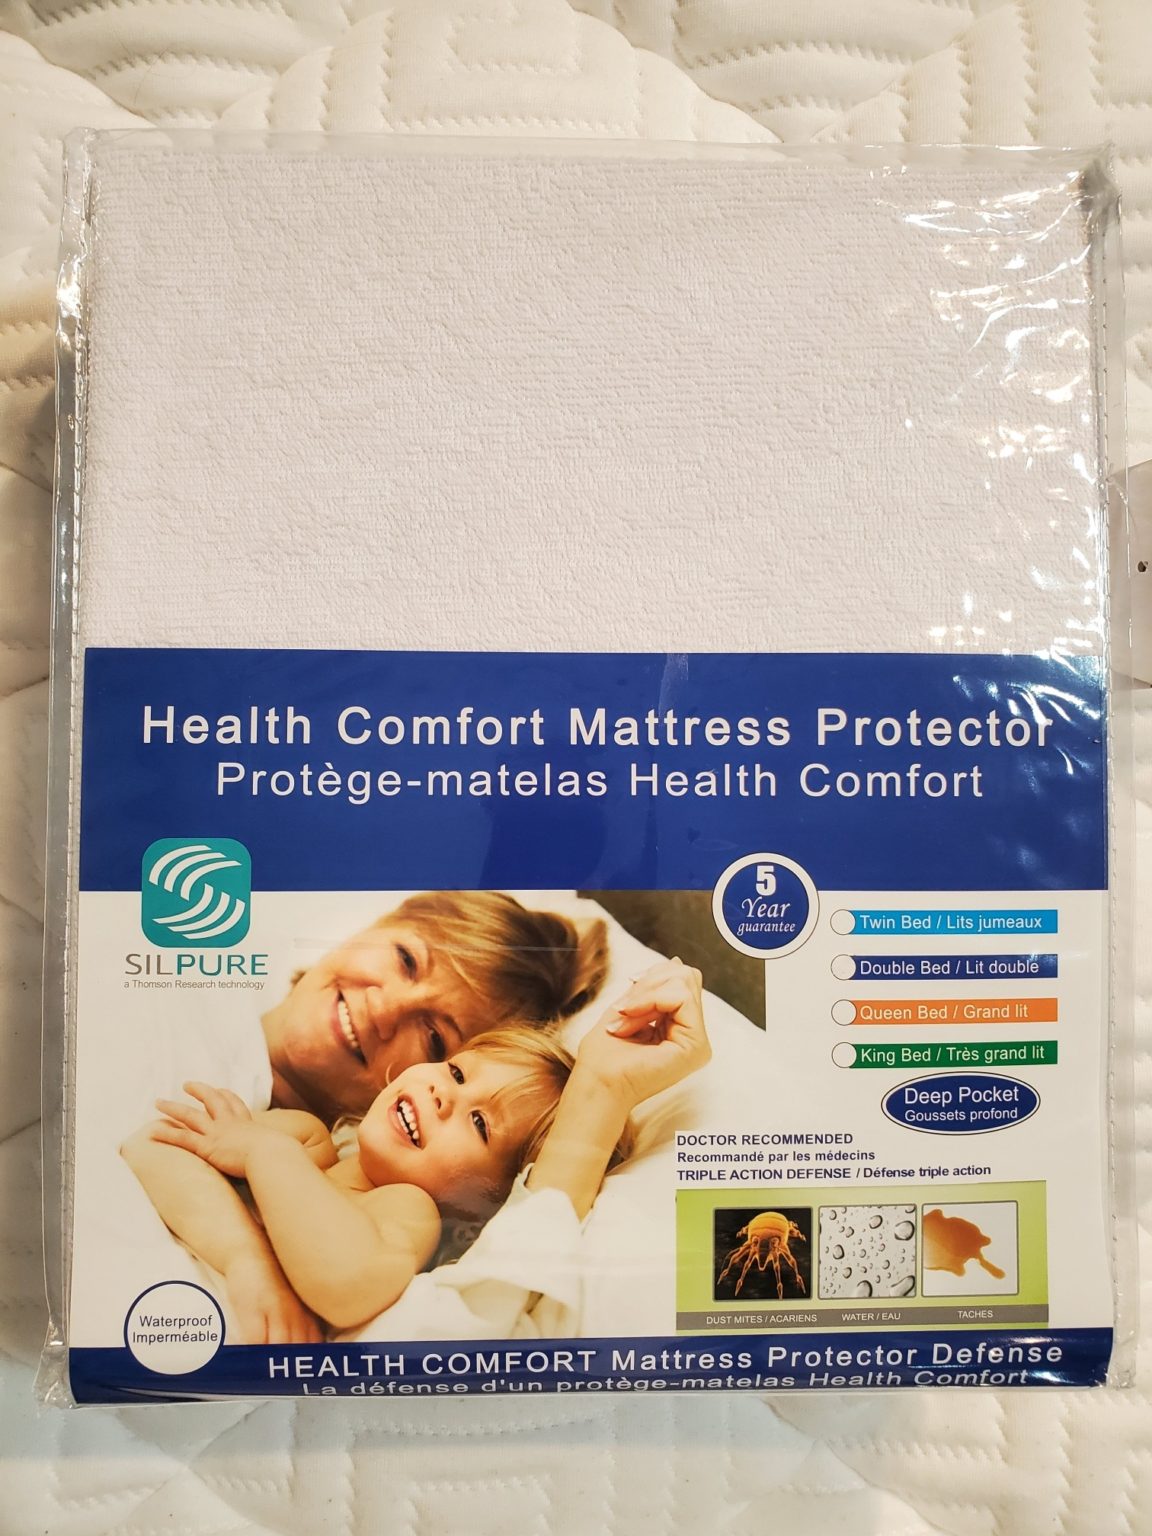 Health Comfort Mattress Protector
Protège-matelas Health Comfort
5
Year
guarantee
SILPURE
a Thomson Research technology
Twin Bed / Lits jumeaux
Double Bed / Lit double
Queen Bed / Grand lit
King Bed / Très grand lit
Deep Pocket
Goussets profond
DOCTOR RECOMMENDED
Recommandé par les médecins
TRIPLE ACTION DEFENSE / Défense triple action
DUST MITES / ACARIENS
WATER / EAU
TACHES
Waterproof
Imperméable
HEALTH COMFORT Mattress Protector Defense
La défense d'un protège-matelas Health Comfort